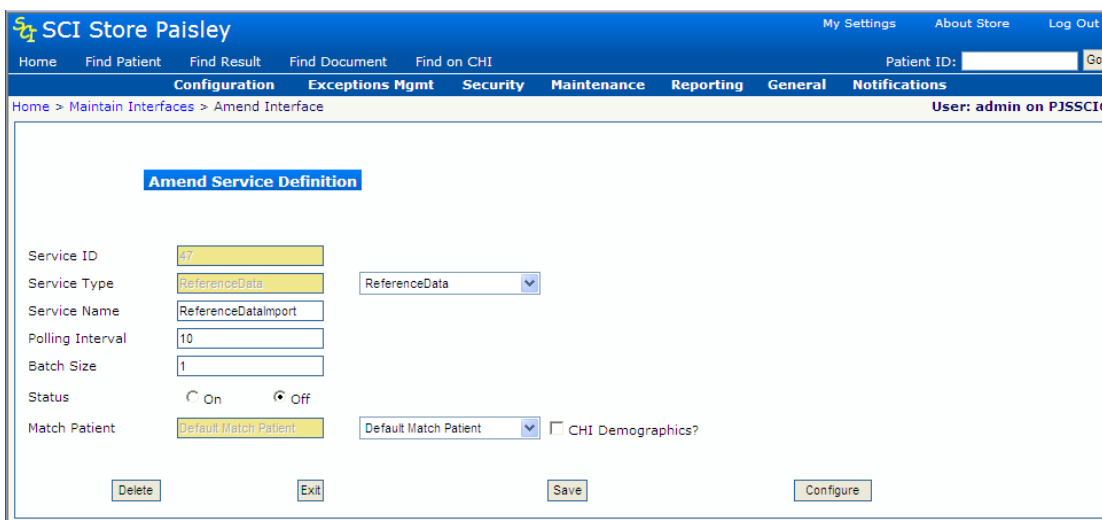 SCI Store Paisley
My Settings About Store Log Out
Home Find Patient Find Result Find Document Find on CHI Patient ID: Go
Configuration Exceptions Mgmt Security Maintenance Reporting General Notifications
Home > Maintain Interfaces > Amend Interface User: admin on PJSSCI
Amend Service Definition
Service ID 47
Service Type ReferenceData ReferenceData
Service Name ReferenceDataImport
Polling Interval 10
Batch Size 1
Status On Off
Match Patient Default Match Patient Default Match Patient CHI Demographics?
Delete Exit Save Configure